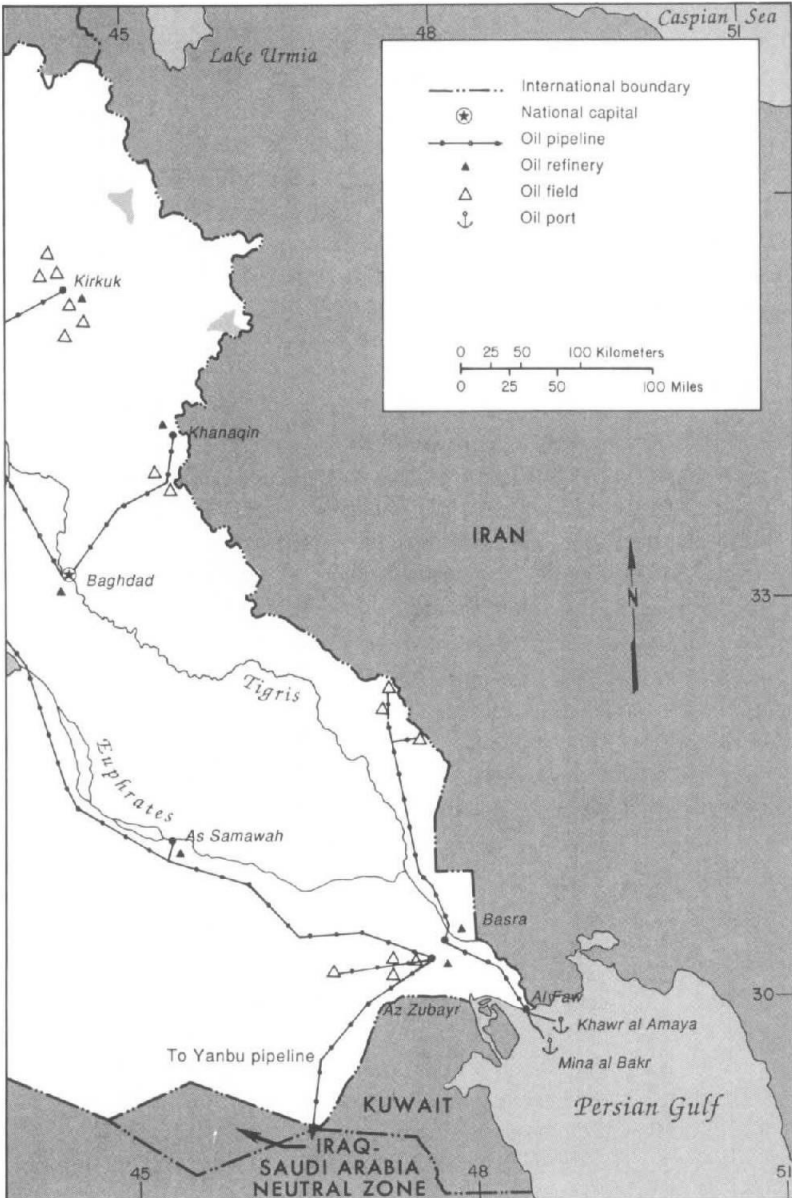 45
48
51
Caspian Sea
Lake Urmia
International boundary
National capital
Oil pipeline
Oil refinery
Oil field
Oil port
0 25 50 100 Kilometers
0 25 50 100 Miles
Kirkuk
Khanaqin
IRAN
N
Baghdad
33
Tigris
Euphrates
As Samawah
Basra
Al Faw
30
Az Zubayr
Khawr al Amaya
To Yanbu pipeline
Mina al Bakr
KUWAIT
Persian Gulf
IRAQ-
SAUDI ARABIA
NEUTRAL ZONE
45
48
51